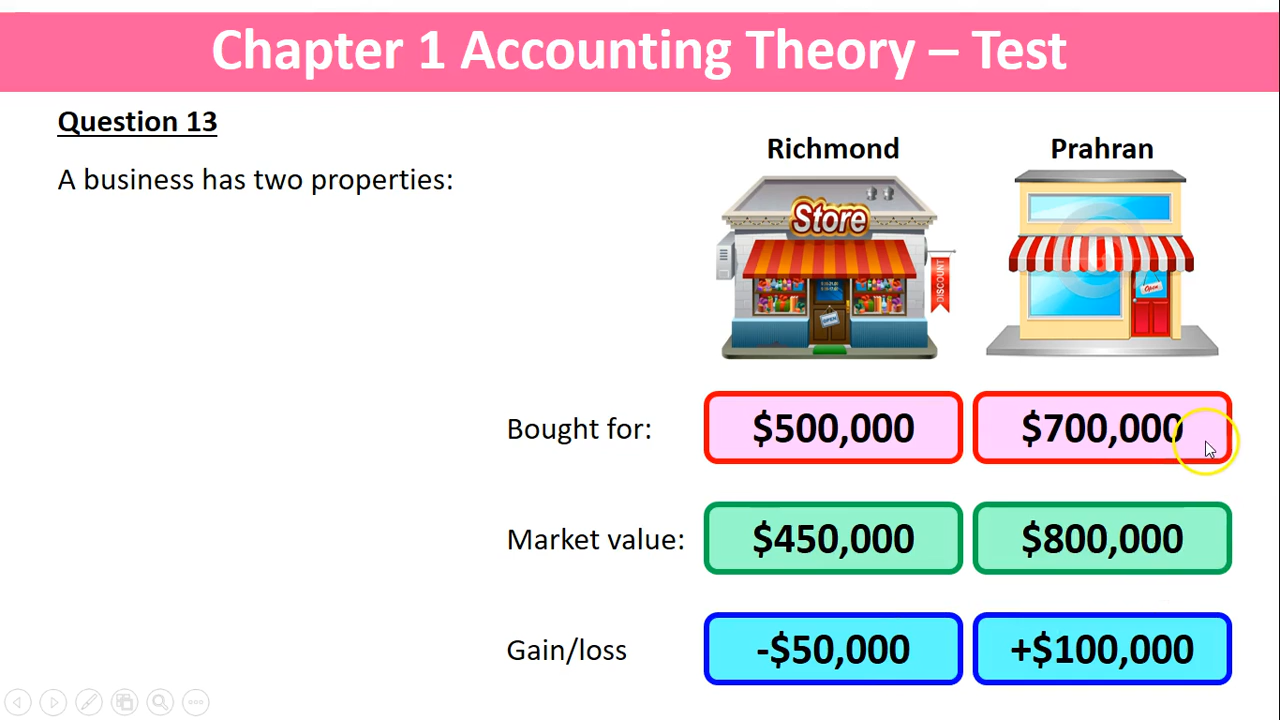 Chapter 1 Accounting Theory – Test
Question 13
A business has two properties:
Richmond
Prahran
Store
DISCOUNT
OPEN
Open
Bought for:
$500,000
$700,000
Market value:
$450,000
$800,000
Gain/loss
-$50,000
+$100,000